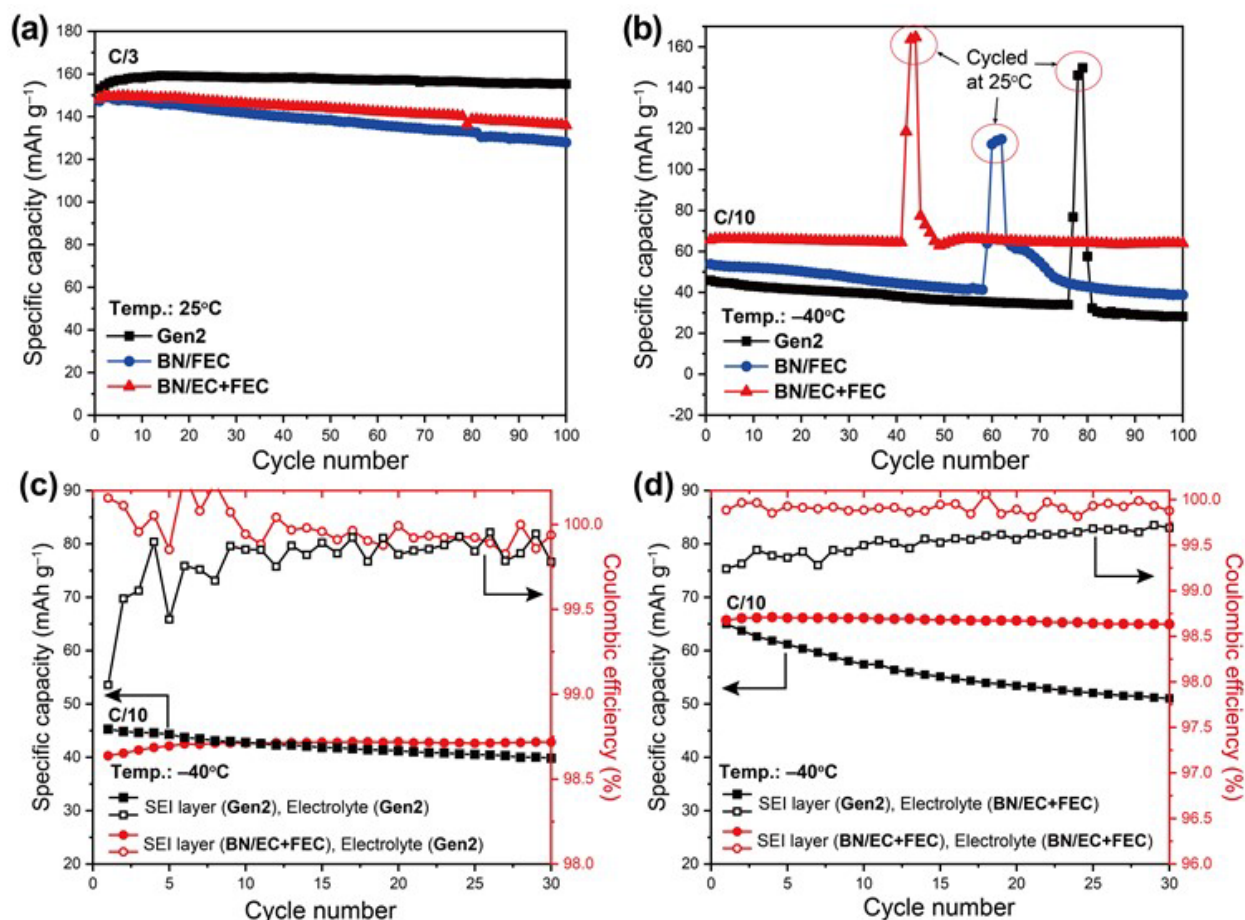 (a)
C/3
Specific capacity (mAh g⁻¹)
180
160
140
120
100
80
60
40
20
0
Temp.: 25°C
Gen2
BN/FEC
BN/EC+FEC
0 10 20 30 40 50 60 70 80 90 100
Cycle number
(b)
Cycled
at 25°C
C/10
Specific capacity (mAh g⁻¹)
160
140
120
100
80
60
40
20
0
-20
Temp.: –40°C
Gen2
BN/FEC
BN/EC+FEC
0 10 20 30 40 50 60 70 80 90 100
Cycle number
(c)
Specific capacity (mAh g⁻¹)
90
80
70
60
50
40
30
20
C/10
Temp.: –40°C
SEI layer (Gen2), Electrolyte (Gen2)
SEI layer (BN/EC+FEC), Electrolyte (Gen2)
100.0
99.5
99.0
98.5
98.0
Coulombic efficiency (%)
0 5 10 15 20 25 30
Cycle number
(d)
Specific capacity (mAh g⁻¹)
90
80
70
60
50
40
30
20
C/10
Temp.: –40°C
SEI layer (Gen2), Electrolyte (BN/EC+FEC)
SEI layer (BN/EC+FEC), Electrolyte (BN/EC+FEC)
100.0
99.5
99.0
98.5
98.0
97.5
97.0
96.5
96.0
Coulombic efficiency (%)
0 5 10 15 20 25 30
Cycle number